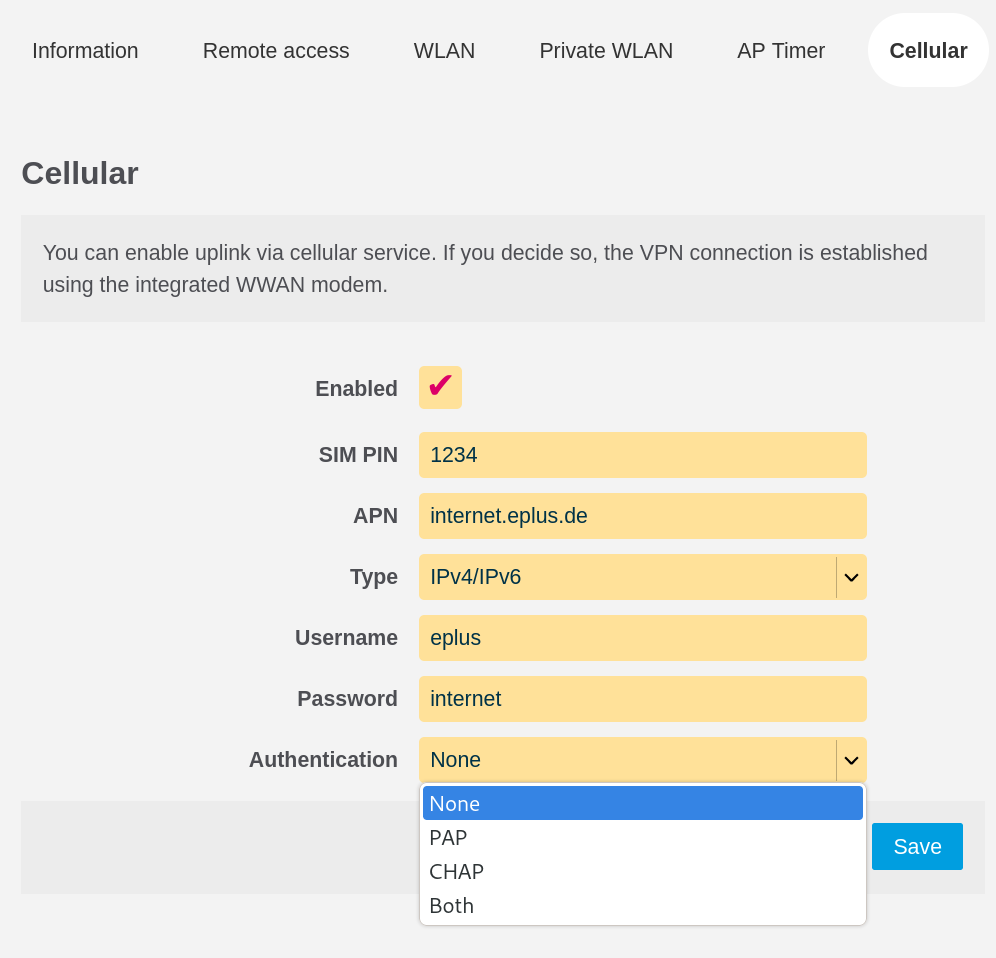 Information Remote access WLAN Private WLAN AP Timer Cellular
Cellular
You can enable uplink via cellular service. If you decide so, the VPN connection is established
using the integrated WWAN modem.
Enabled ✔
SIM PIN 1234
APN internet.eplus.de
Type IPv4/IPv6
Username eplus
Password internet
Authentication None
None
PAP
CHAP
Both
Save